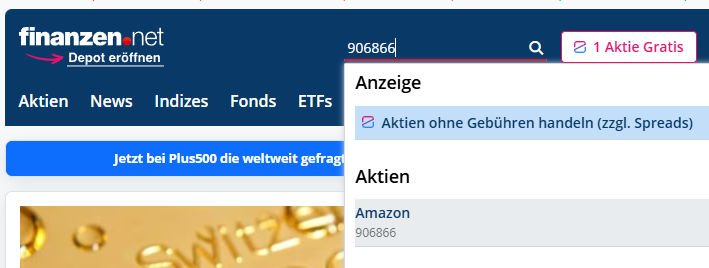 finanzen.net
Depot eröffnen
906866
1 Aktie Gratis
Aktien News Indizes Fonds ETFs
Anzeige
Aktien ohne Gebühren handeln (zzgl. Spreads)
Jetzt bei Plus500 die weltweit gefragt
Aktien
Amazon
906866